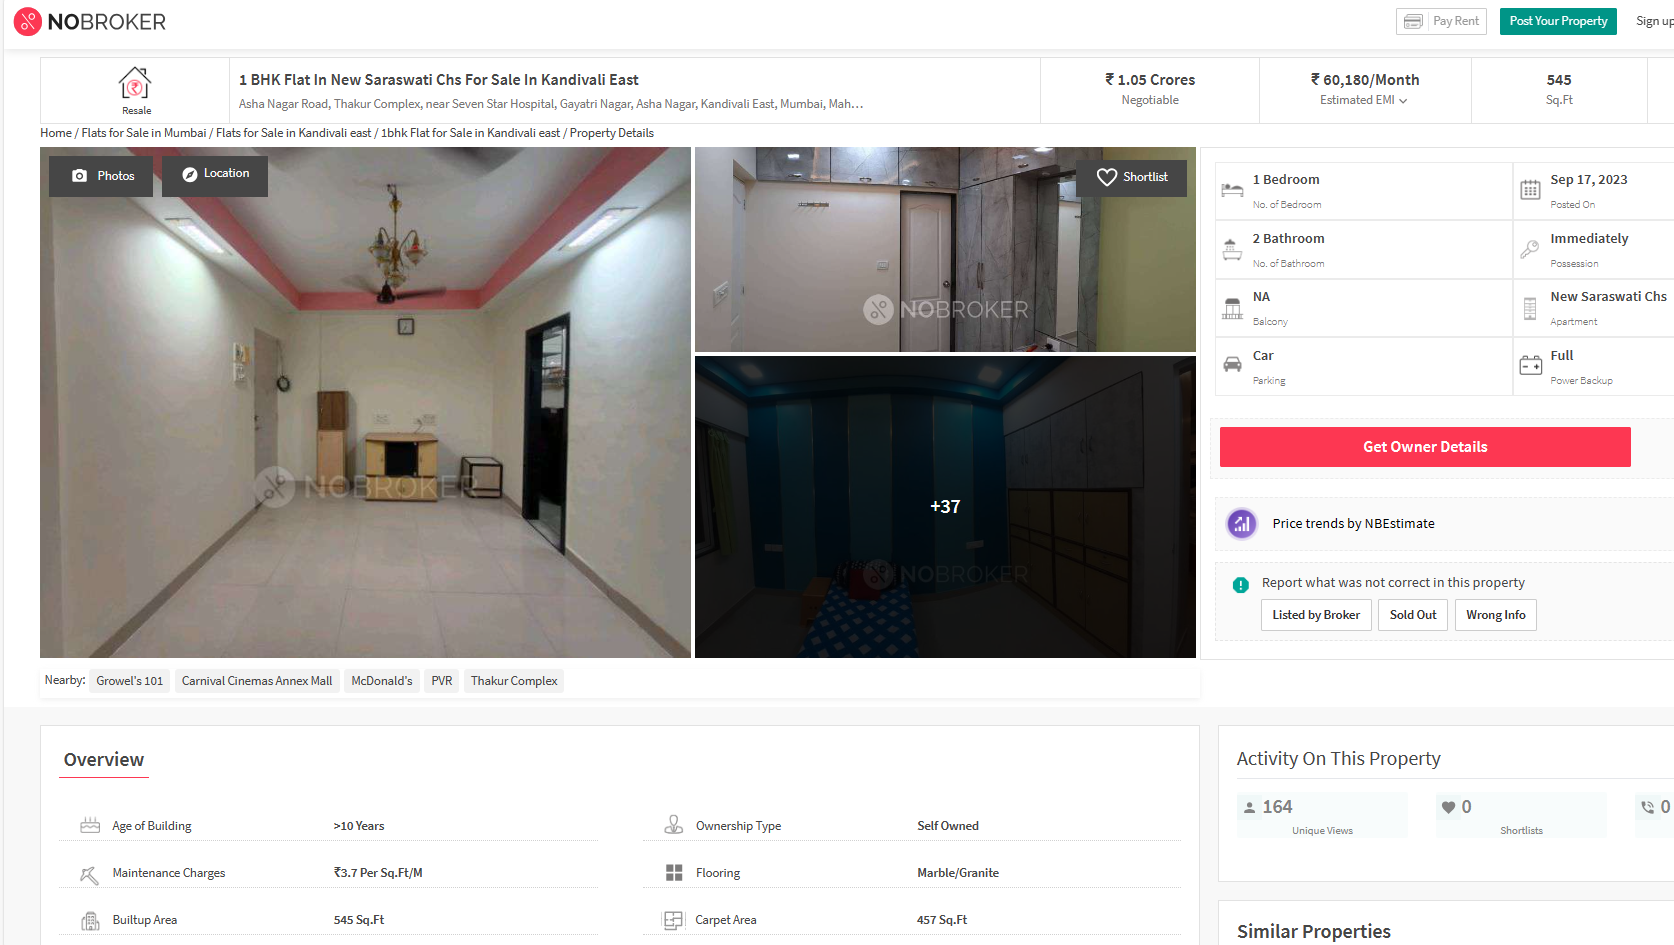 NOBROKER
Pay Rent
Post Your Property
Sign up
Resale
1 BHK Flat In New Saraswati Chs For Sale In Kandivali East
Asha Nagar Road, Thakur Complex, near Seven Star Hospital, Gayatri Nagar, Asha Nagar, Kandivali East, Mumbai, Mah…
₹ 1.05 Crores
Negotiable
₹ 60,180/Month
Estimated EMI
545
Sq.Ft
Home / Flats for Sale in Mumbai / Flats for Sale in Kandivali east / 1bhk Flat for Sale in Kandivali east / Property Details
Photos
Location
Shortlist
NOBROKER
NOBROKER
NOBROKER
+37
1 Bedroom
No. of Bedroom
Sep 17, 2023
Posted On
2 Bathroom
No. of Bathroom
Immediately
Possession
NA
Balcony
New Saraswati Chs
Apartment
Car
Parking
Full
Power Backup
Get Owner Details
Price trends by NBEstimate
Report what was not correct in this property
Listed by Broker
Sold Out
Wrong Info
Nearby: Growel's 101 Carnival Cinemas Annex Mall McDonald's PVR Thakur Complex
Overview
Age of Building >10 Years
Ownership Type Self Owned
Maintenance Charges ₹3.7 Per Sq.Ft/M
Flooring Marble/Granite
Builtup Area 545 Sq.Ft
Carpet Area 457 Sq.Ft
Activity On This Property
164
Unique Views
0
Shortlists
0
Similar Properties